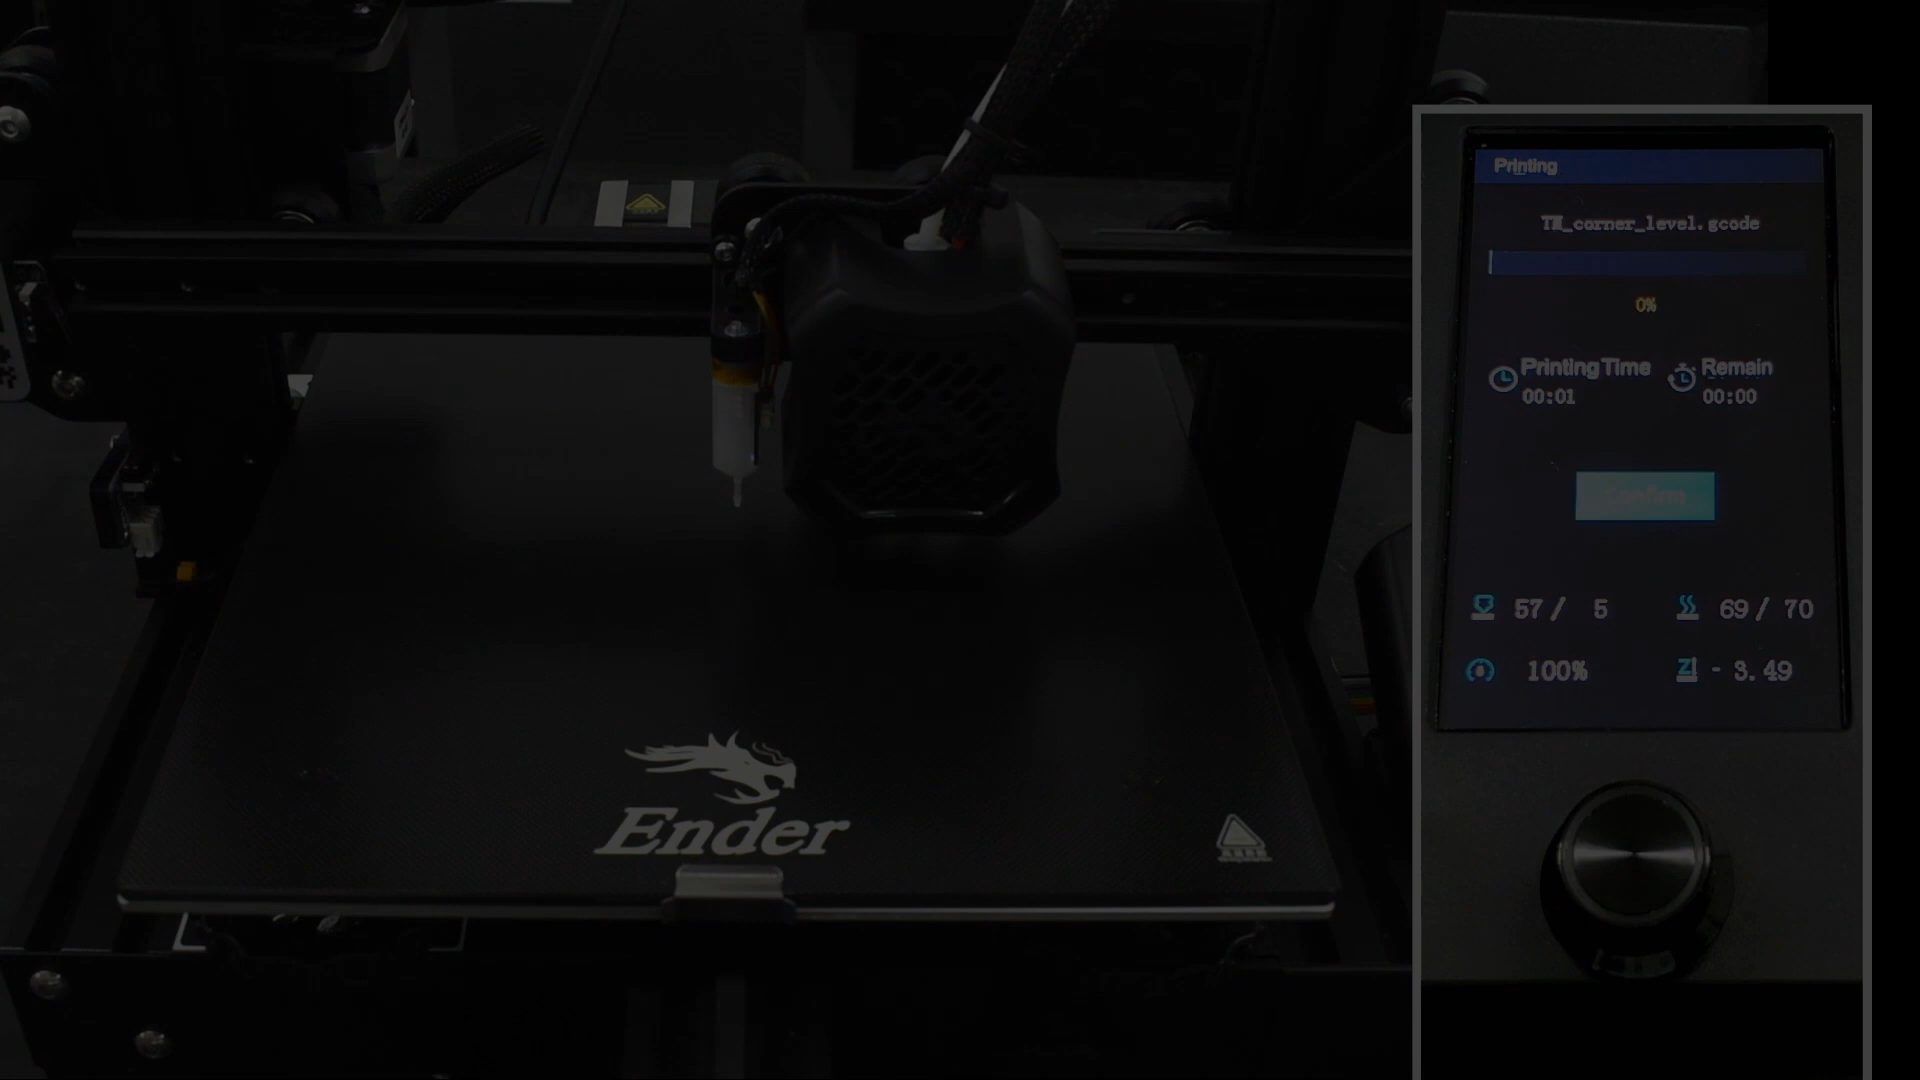 Printing
_corner_level.gcode
0%
Printing Time
00:01
Remain
00:00
Confirm
57 / 5
69 / 70
100%
Z - 3.49
Ender